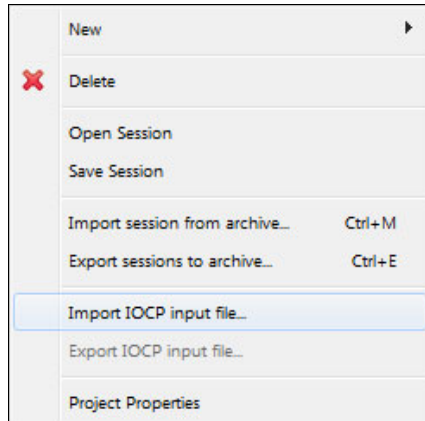 New
Delete
Open Session
Save Session
Import session from archive... Ctrl+M
Export sessions to archive... Ctrl+E
Import IOCP input file...
Export IOCP input file...
Project Properties